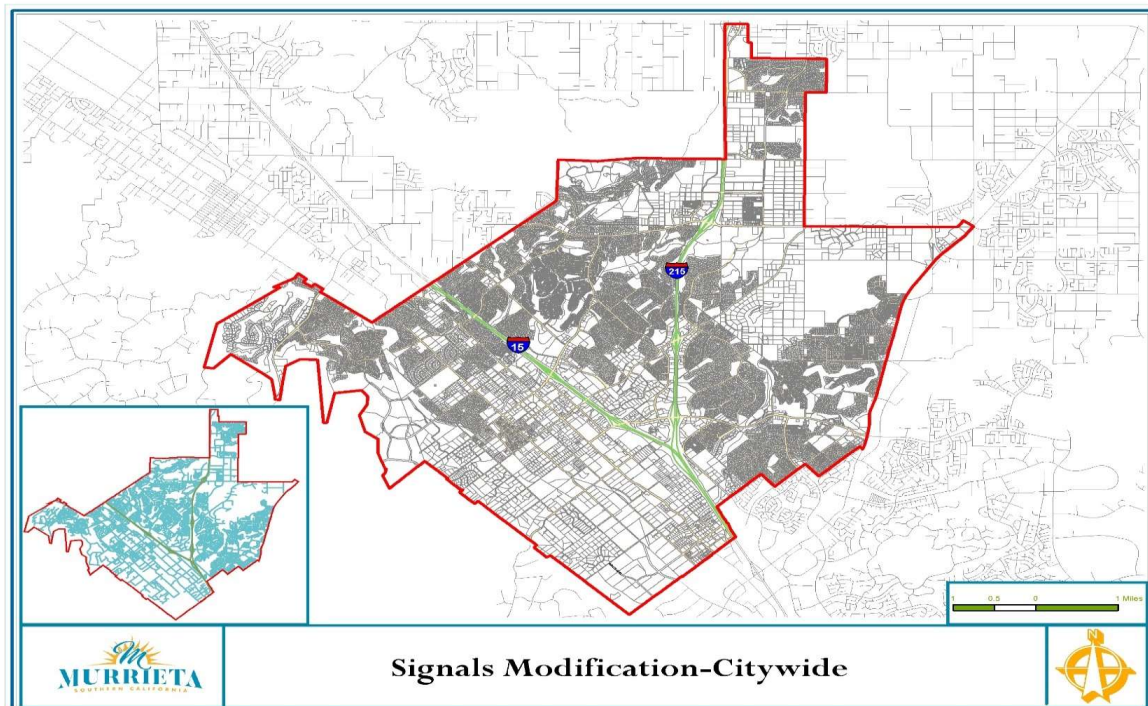 215
15
1 0.5 0 1 Miles
MURRIETA
SOUTHERN CALIFORNIA
Signals Modification-Citywide
N